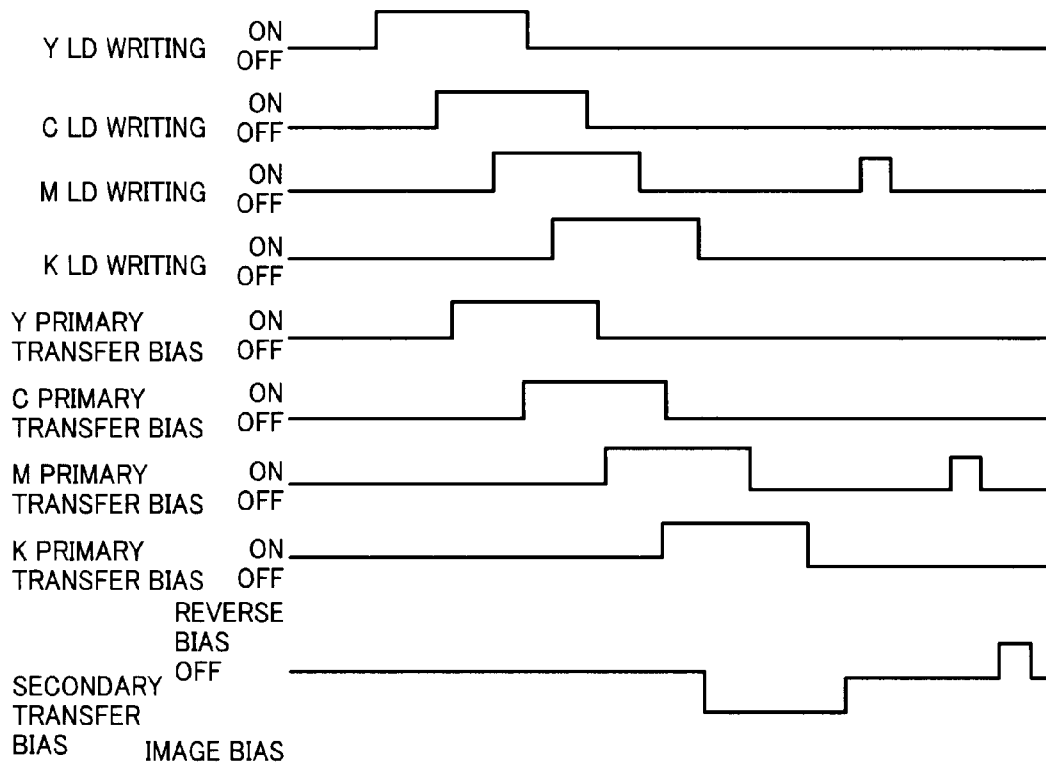 Y LD WRITING ON
OFF
C LD WRITING ON
OFF
M LD WRITING ON
OFF
K LD WRITING ON
OFF
Y PRIMARY ON
TRANSFER BIAS OFF
C PRIMARY ON
TRANSFER BIAS OFF
M PRIMARY ON
TRANSFER BIAS OFF
K PRIMARY ON
TRANSFER BIAS OFF
REVERSE
BIAS
OFF
SECONDARY
TRANSFER
BIAS IMAGE BIAS